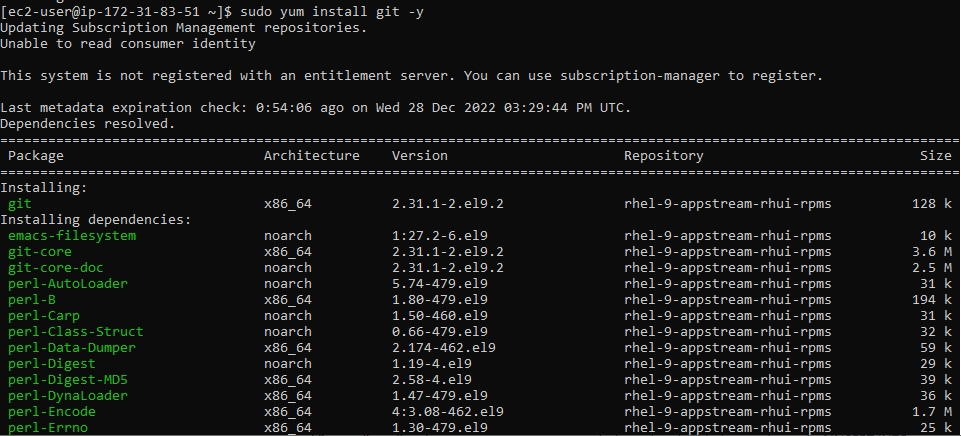 [ec2-user@ip-172-31-83-51 ~]$ sudo yum install git -y
Updating Subscription Management repositories.
Unable to read consumer identity
This system is not registered with an entitlement server. You can use subscription-manager to register.
Last metadata expiration check: 0:54:06 ago on Wed 28 Dec 2022 03:29:44 PM UTC.
Dependencies resolved.
================================================================================
Package Architecture Version Repository Size
================================================================================
Installing:
git x86_64 2.31.1-2.el9.2 rhel-9-appstream-rhui-rpms 128 k
Installing dependencies:
emacs-filesystem noarch 1:27.2-6.el9 rhel-9-appstream-rhui-rpms 10 k
git-core x86_64 2.31.1-2.el9.2 rhel-9-appstream-rhui-rpms 3.6 M
git-core-doc noarch 2.31.1-2.el9.2 rhel-9-appstream-rhui-rpms 2.5 M
perl-AutoLoader noarch 5.74-479.el9 rhel-9-appstream-rhui-rpms 31 k
perl-B x86_64 1.80-479.el9 rhel-9-appstream-rhui-rpms 194 k
perl-Carp noarch 1.50-460.el9 rhel-9-appstream-rhui-rpms 31 k
perl-Class-Struct noarch 0.66-479.el9 rhel-9-appstream-rhui-rpms 32 k
perl-Data-Dumper x86_64 2.174-462.el9 rhel-9-appstream-rhui-rpms 59 k
perl-Digest noarch 1.19-4.el9 rhel-9-appstream-rhui-rpms 29 k
perl-Digest-MD5 x86_64 2.58-4.el9 rhel-9-appstream-rhui-rpms 39 k
perl-DynaLoader x86_64 1.47-479.el9 rhel-9-appstream-rhui-rpms 36 k
perl-Encode x86_64 4:3.08-462.el9 rhel-9-appstream-rhui-rpms 1.7 M
perl-Errno x86_64 1.30-479.el9 rhel-9-appstream-rhui-rpms 25 k